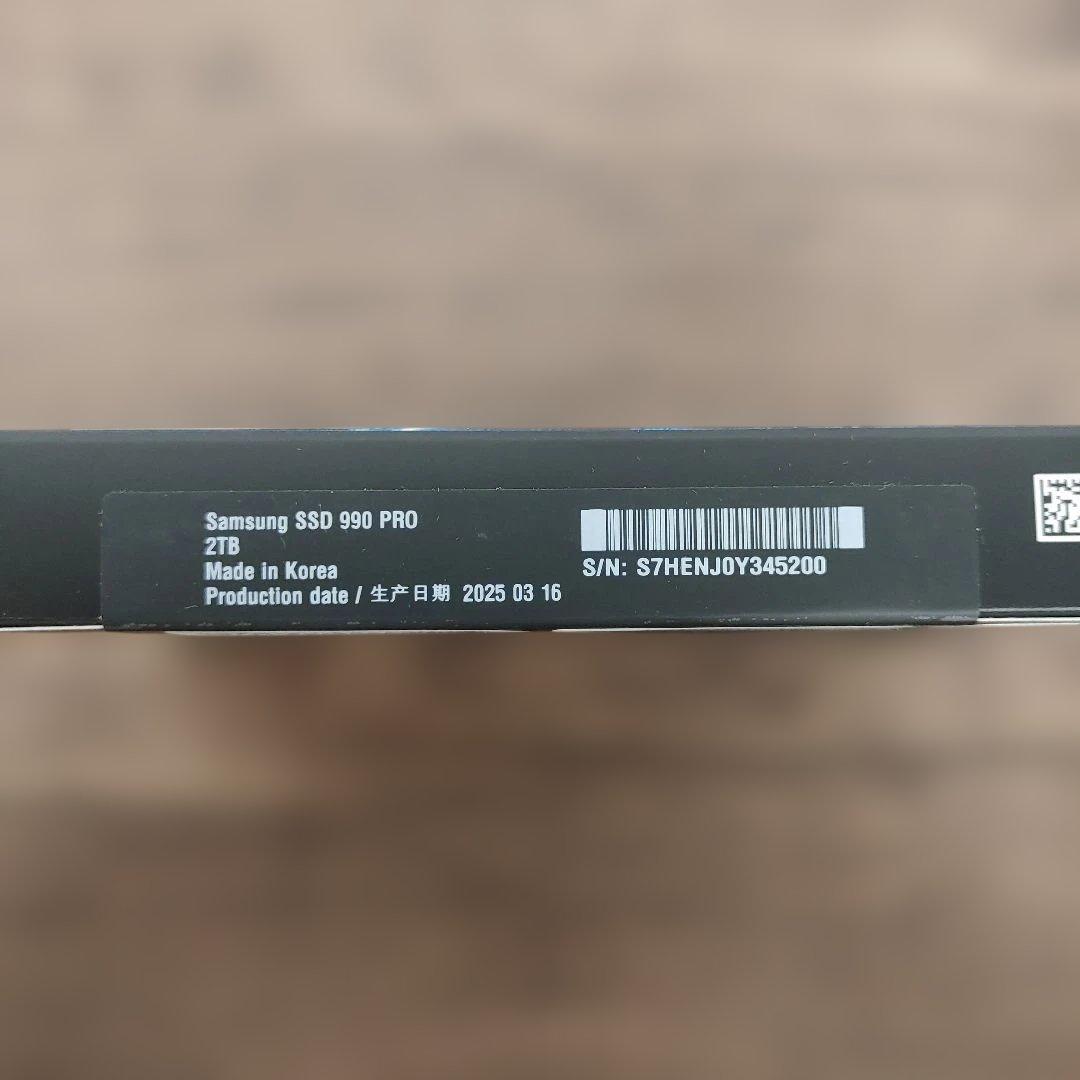 Samsung SSD 990 PRO
2TB
Made in Korea
Production date / 生产日期 2025 03 16
S/N: S7HENJ0Y345200